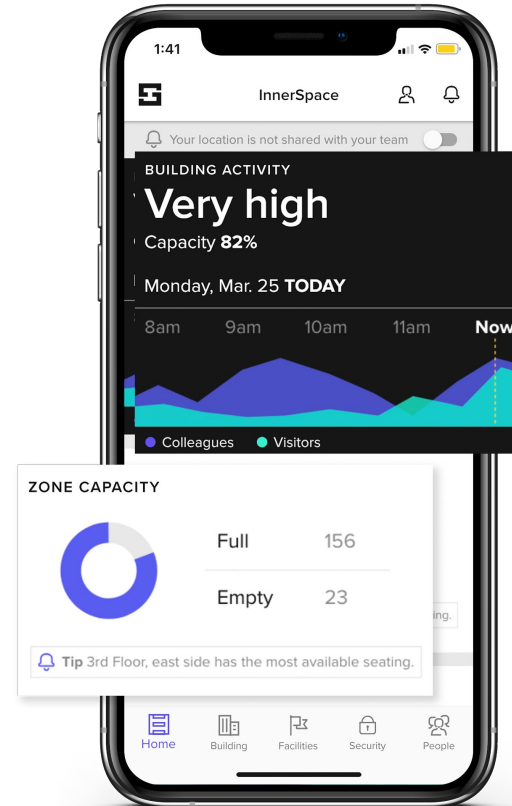 1:41
InnerSpace
Your location is not shared with your team
BUILDING ACTIVITY
Very high
Capacity 82%
Monday, Mar. 25 TODAY
8am 9am 10am 11am Now
Colleagues Visitors
ZONE CAPACITY
Full 156
Empty 23
ing.
Tip 3rd Floor, east side has the most available seating.
Home Building Facilities Security People